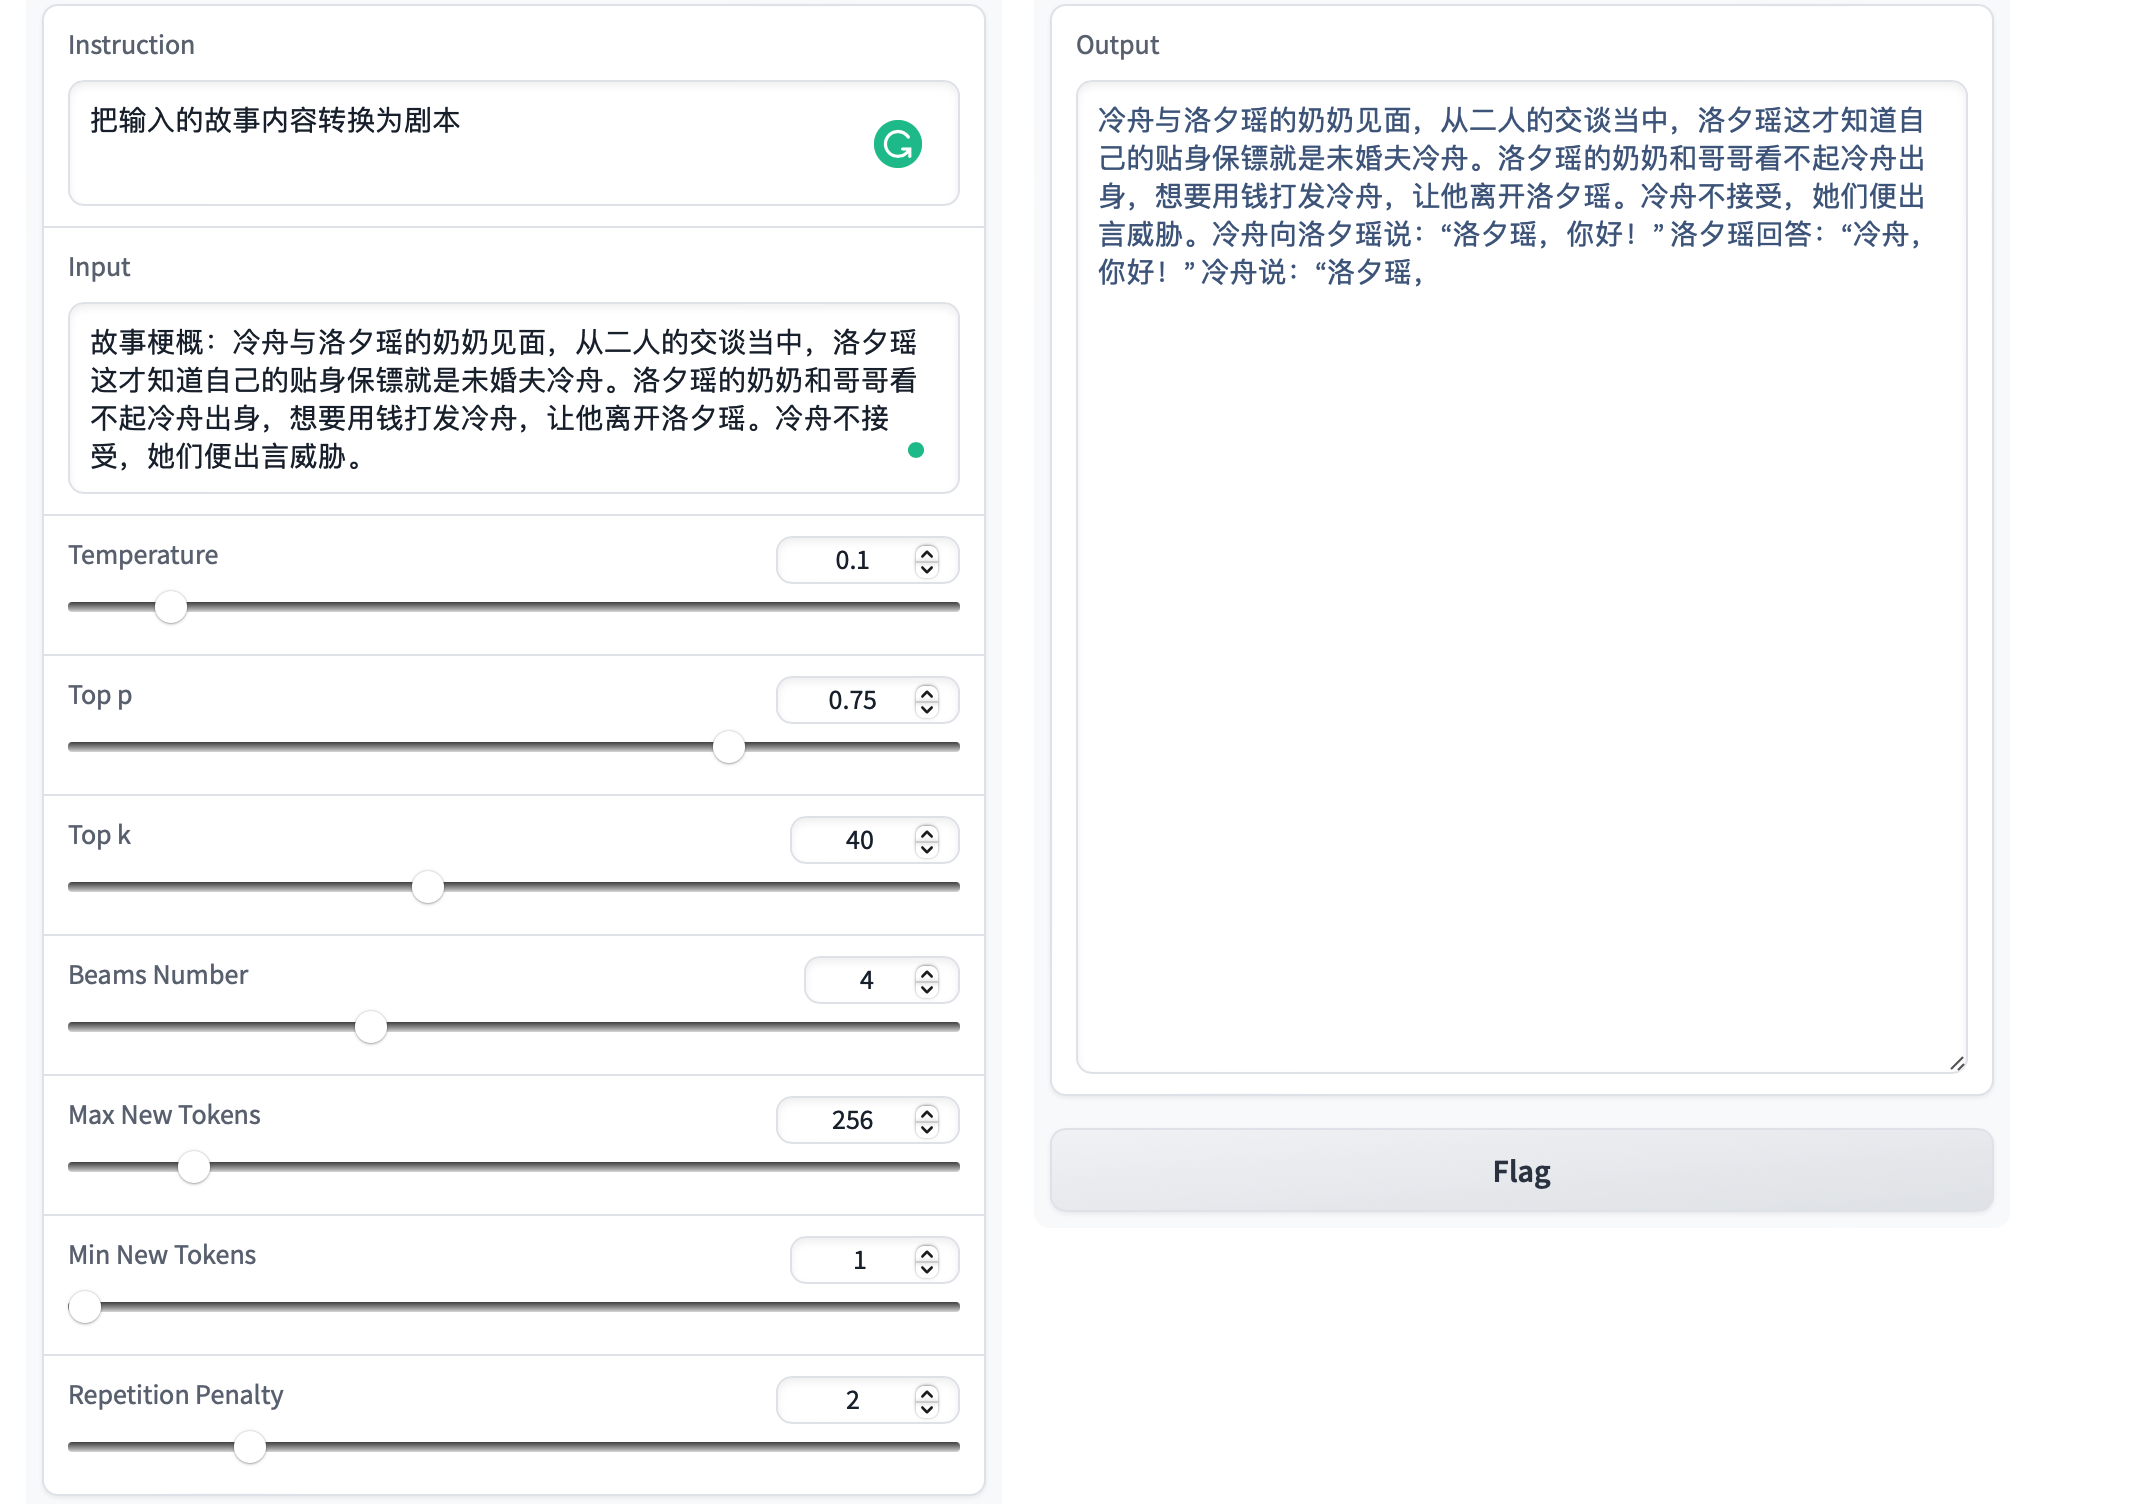 Instruction
把输入的故事内容转换为剧本
Input
故事梗概：冷舟与洛夕瑶的奶奶见面，从二人的交谈当中，洛夕瑶
这才知道自己的贴身保镖就是未婚夫冷舟。洛夕瑶的奶奶和哥哥看
不起冷舟出身，想要用钱打发冷舟，让他离开洛夕瑶。冷舟不接
受，她们便出言威胁。
Temperature
0.1
Top p
0.75
Top k
40
Beams Number
4
Max New Tokens
256
Min New Tokens
1
Repetition Penalty
2
Output
冷舟与洛夕瑶的奶奶见面，从二人的交谈当中，洛夕瑶这才知道自
己的贴身保镖就是未婚夫冷舟。洛夕瑶的奶奶和哥哥看不起冷舟出
身，想要用钱打发冷舟，让他离开洛夕瑶。冷舟不接受，她们便出
言威胁。冷舟向洛夕瑶说：“洛夕瑶，你好！”洛夕瑶回答：“冷舟，
你好！”冷舟说：“洛夕瑶，
Flag